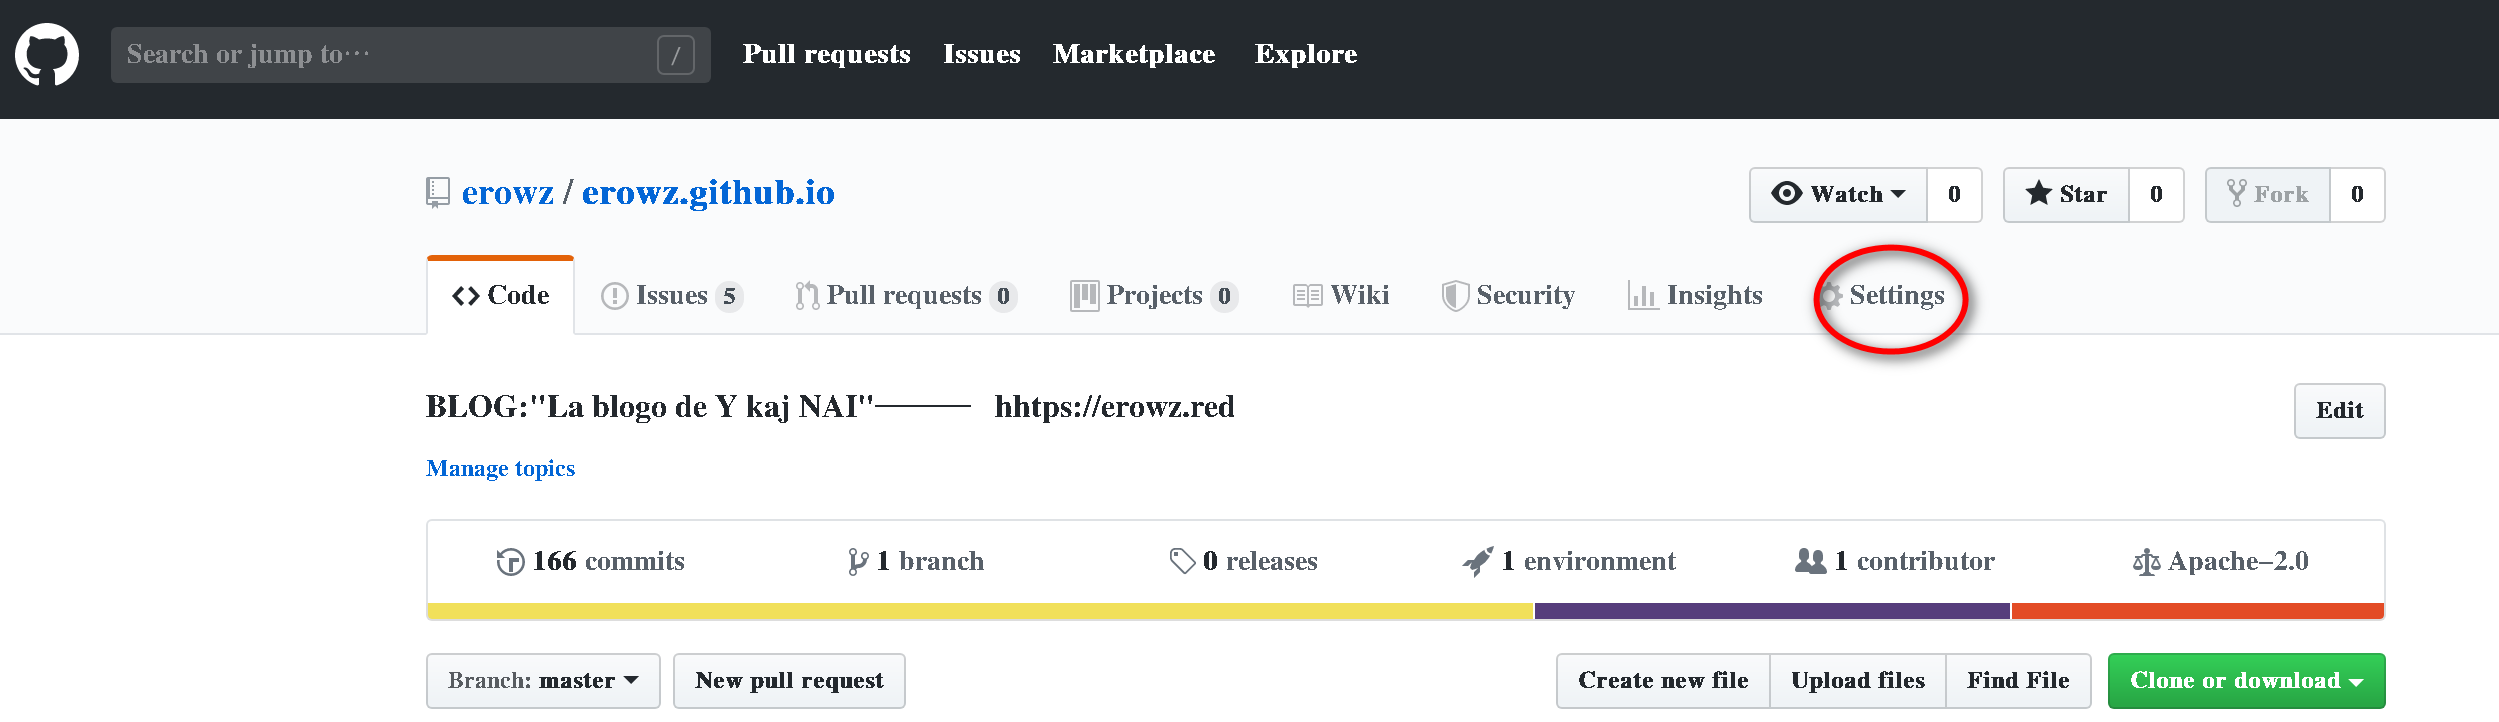 Search or jump to… /
Pull requests Issues Marketplace Explore
erowz / erowz.github.io
Watch 0 Star 0 Fork 0
Code Issues 5 Pull requests 0 Projects 0 Wiki Security Insights Settings
BLOG:"La blogo de Y kaj NAI"——— hhtps://erowz.red
Edit
Manage topics
166 commits 1 branch 0 releases 1 environment 1 contributor Apache-2.0
Branch: master New pull request Create new file Upload files Find File Clone or download